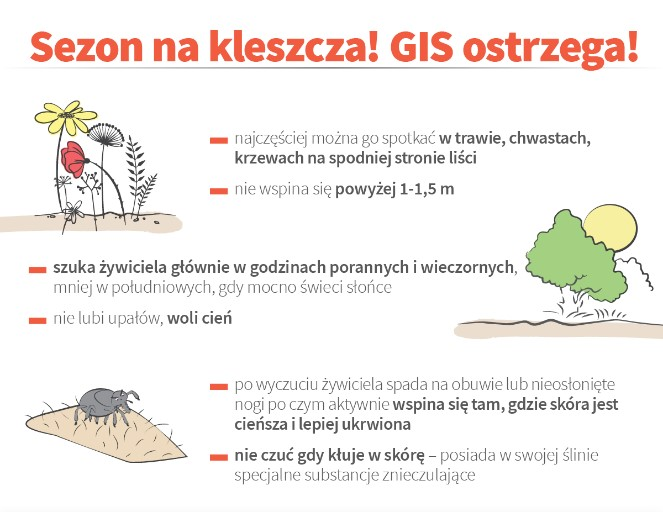 Sezon na kleszcza! GIS ostrzega!
najczęściej można go spotkać w trawie, chwastach,
krzewach na spodniej stronie liści
nie wspina się powyżej 1-1,5 m
szuka żywiciela głównie w godzinach porannych i wieczornych,
mniej w południowych, gdy mocno świeci słońce
nie lubi upałów, woli cień
po wyczuciu żywiciela spada na obuwie lub nieosłonięte
nogi po czym aktywnie wspina się tam, gdzie skóra jest
cieńsza i lepiej ukrwiona
nie czuć gdy kłuje w skórę – posiada w swojej ślinie
specjalne substancje znieczulające